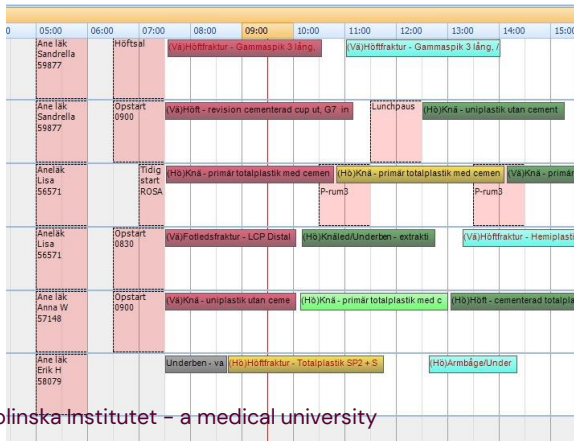 0 05:00 06:00 07:00 08:00 09:00 10:00 11:00 12:00 13:00 14:00 15:00
Ane läk
Sandrella
59877
Höftsal
(Vä)Höftfraktur - Gammaspik 3 lång,
(Vä)Höftfraktur - Gammaspik 3 lång, /
Ane läk
Sandrella
59877
Opstart
0900
(Vä)Höft - revision cementerad cup ut, G7 in
Lunchpaus
(Hö)Knä - uniplastik utan cement
Aneläk
Lisa
56571
Tidig
start
ROSA
(Hö)Knä - primär totalplastik med cemen
(Hö)Knä - primär totalplastik med cemen
(Vä)Knä - primär
P-rum3
P-rum3
Aneläk
Lisa
56571
Opstart
0830
(Vä)Fotledsfraktur - LCP Distal
(Hö)Knäled/Underben - extrakti
(Vä)Höftfraktur - Hemiplasti
Ane läk
Anna W
57148
Opstart
0900
(Vä)Knä - uniplastik utan ceme
(Hö)Knä - primär totalplastik med c
(Hö)Höft - cementerad totalpla
Ane läk
Erik H
58079
Underben - va
(Hö)Höftfraktur - Totalplastik SP2 + S
(Hö)Armbåge/Under
olinska Institutet – a medical university